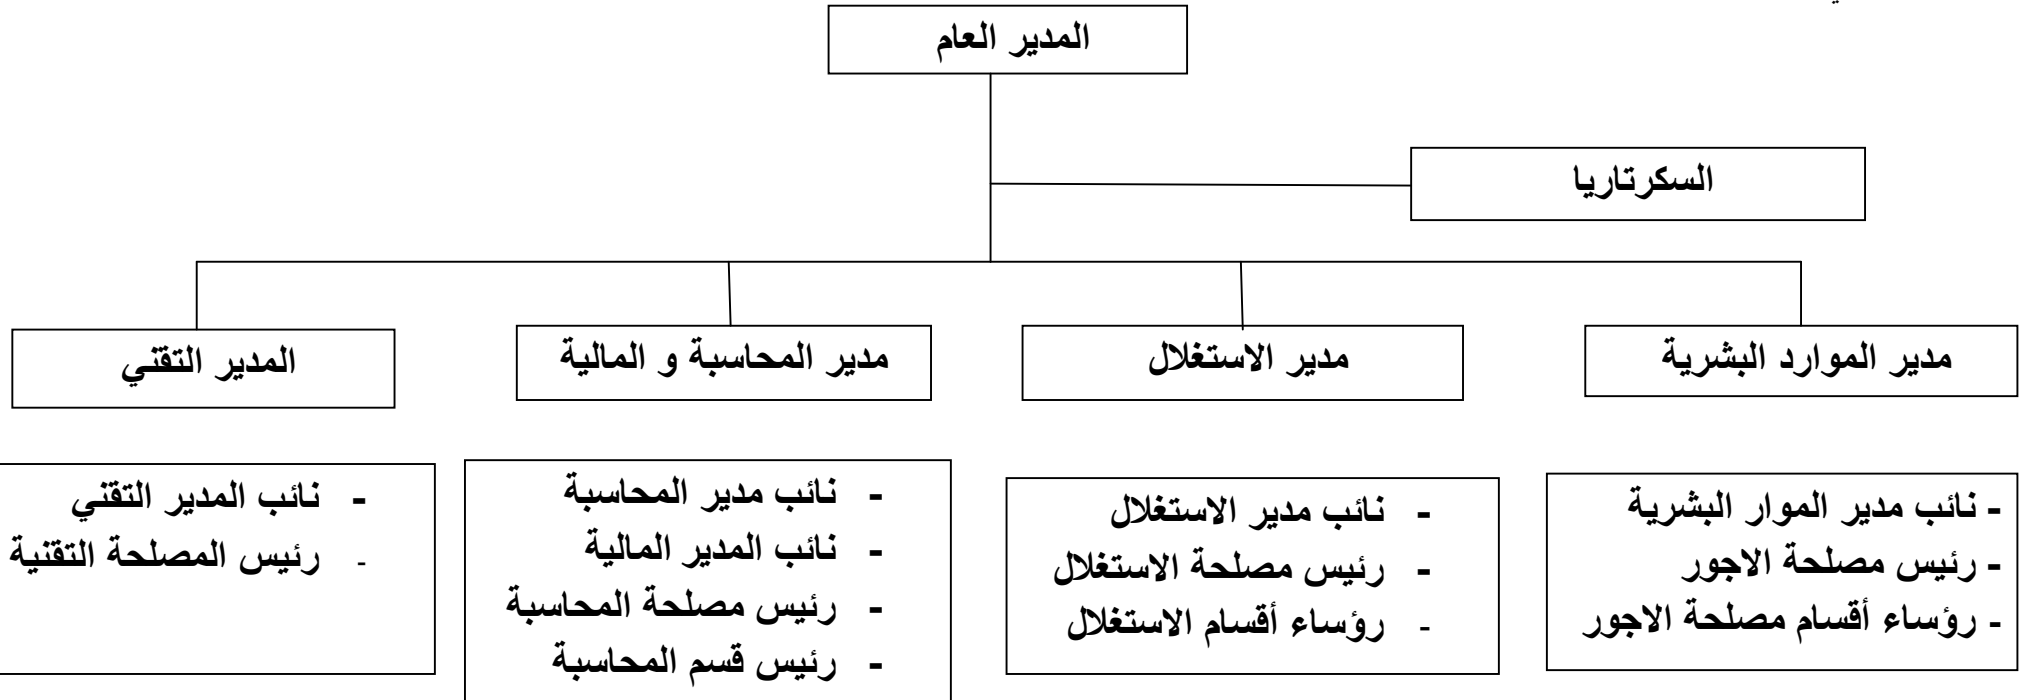 المدير العام
السكرتاريا
مدير الموارد البشرية
مدير الاستغلال
مدير المحاسبة و المالية
المدير التقني
- نائب مدير الموار البشرية
- رئيس مصلحة الاجور
- رؤساء أقسام مصلحة الاجور
- نائب مدير الاستغلال
- رئيس مصلحة الاستغلال
- رؤساء أقسام الاستغلال
- نائب مدير المحاسبة
- نائب المدير المالية
- رئيس مصلحة المحاسبة
- رئيس قسم المحاسبة
- نائب المدير التقني
- رئيس المصلحة التقنية